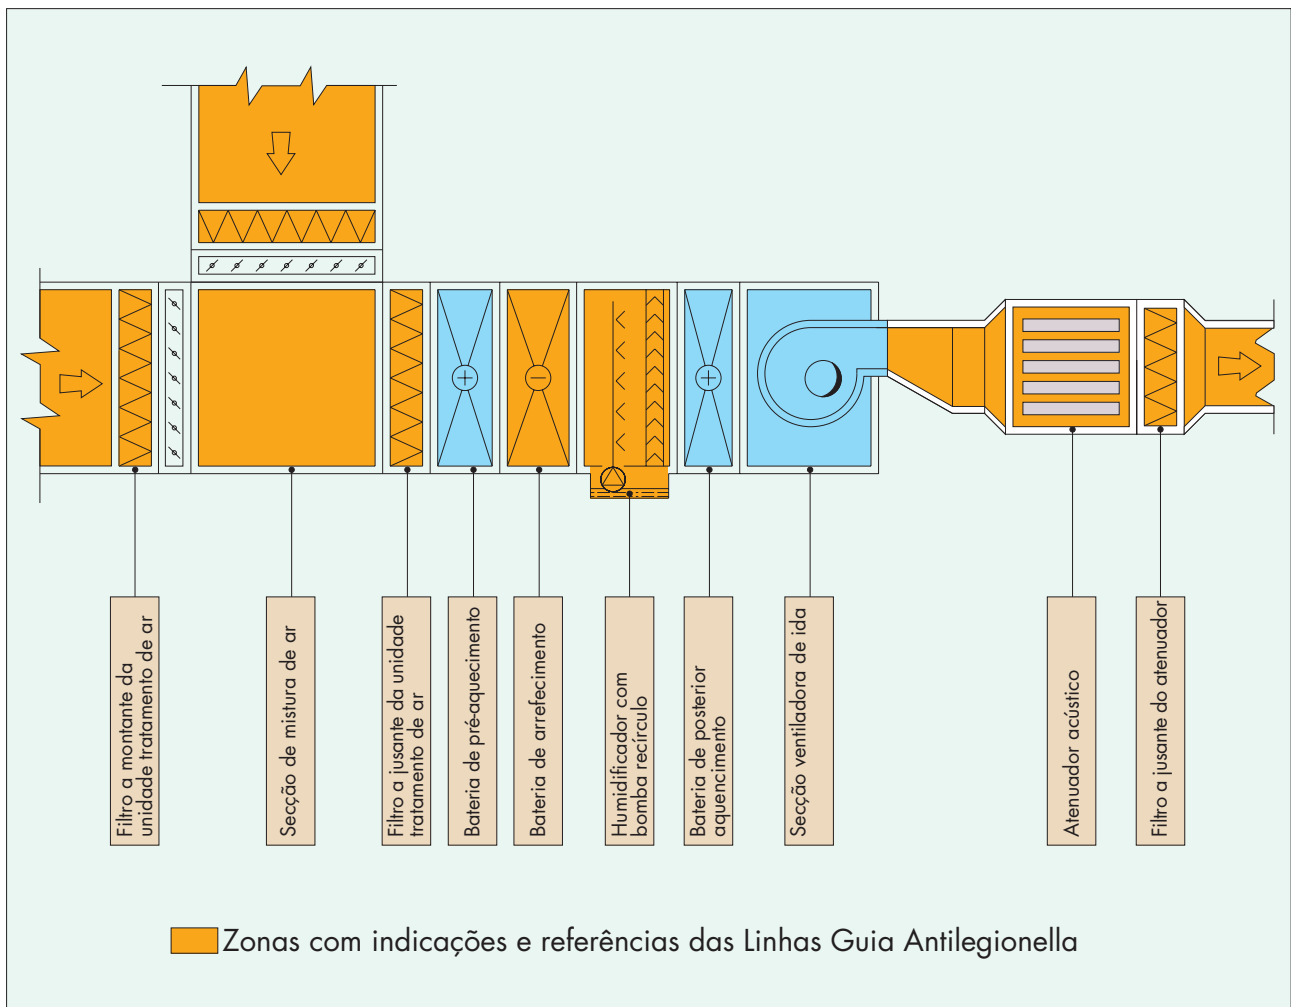 Filtro a montante da
unidade tratamento de ar
Secção de mistura de ar
Filtro a jusante da unidade
tratamento de ar
Bateria de pré-aquecimento
Bateria de arrefecimento
Humidificador com
bomba recírculo
Bateria de posterior
aquencimento
Secção ventiladora de ida
Atenuador acústico
Filtro a jusante do atenuador
Zonas com indicações e referências das Linhas Guia Antilegionella